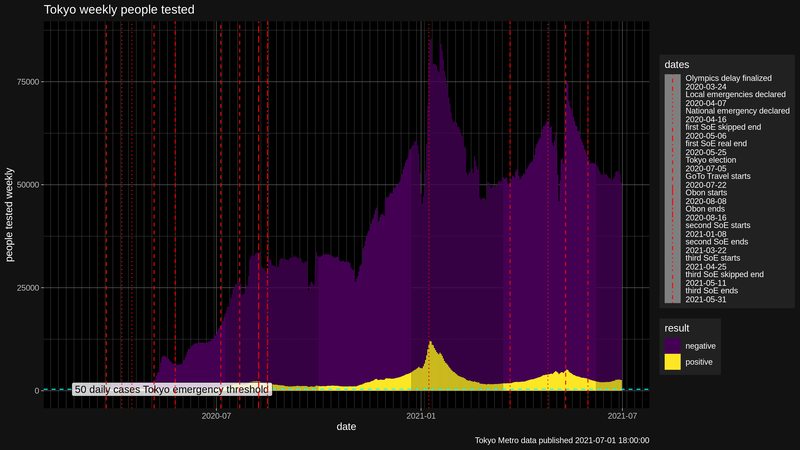 Tokyo weekly people tested
people tested weekly
75000
50000
25000
0
50 daily cases Tokyo emergency threshold
2020-07
2021-01
2021-07
date
Tokyo Metro data published 2021-07-01 18:00:00
dates
Olympics delay finalized
2020-03-24
Local emergencies declared
2020-04-07
National emergency declared
2020-04-16
first SoE skipped end
2020-05-06
first SoE real end
2020-05-25
Tokyo election
2020-07-05
GoTo Travel starts
2020-07-22
Obon starts
2020-08-08
Obon ends
2020-08-16
second SoE starts
2021-01-08
second SoE ends
2021-03-22
third SoE starts
2021-04-25
third SoE skipped end
2021-05-11
third SoE ends
2021-05-31
result
negative
positive